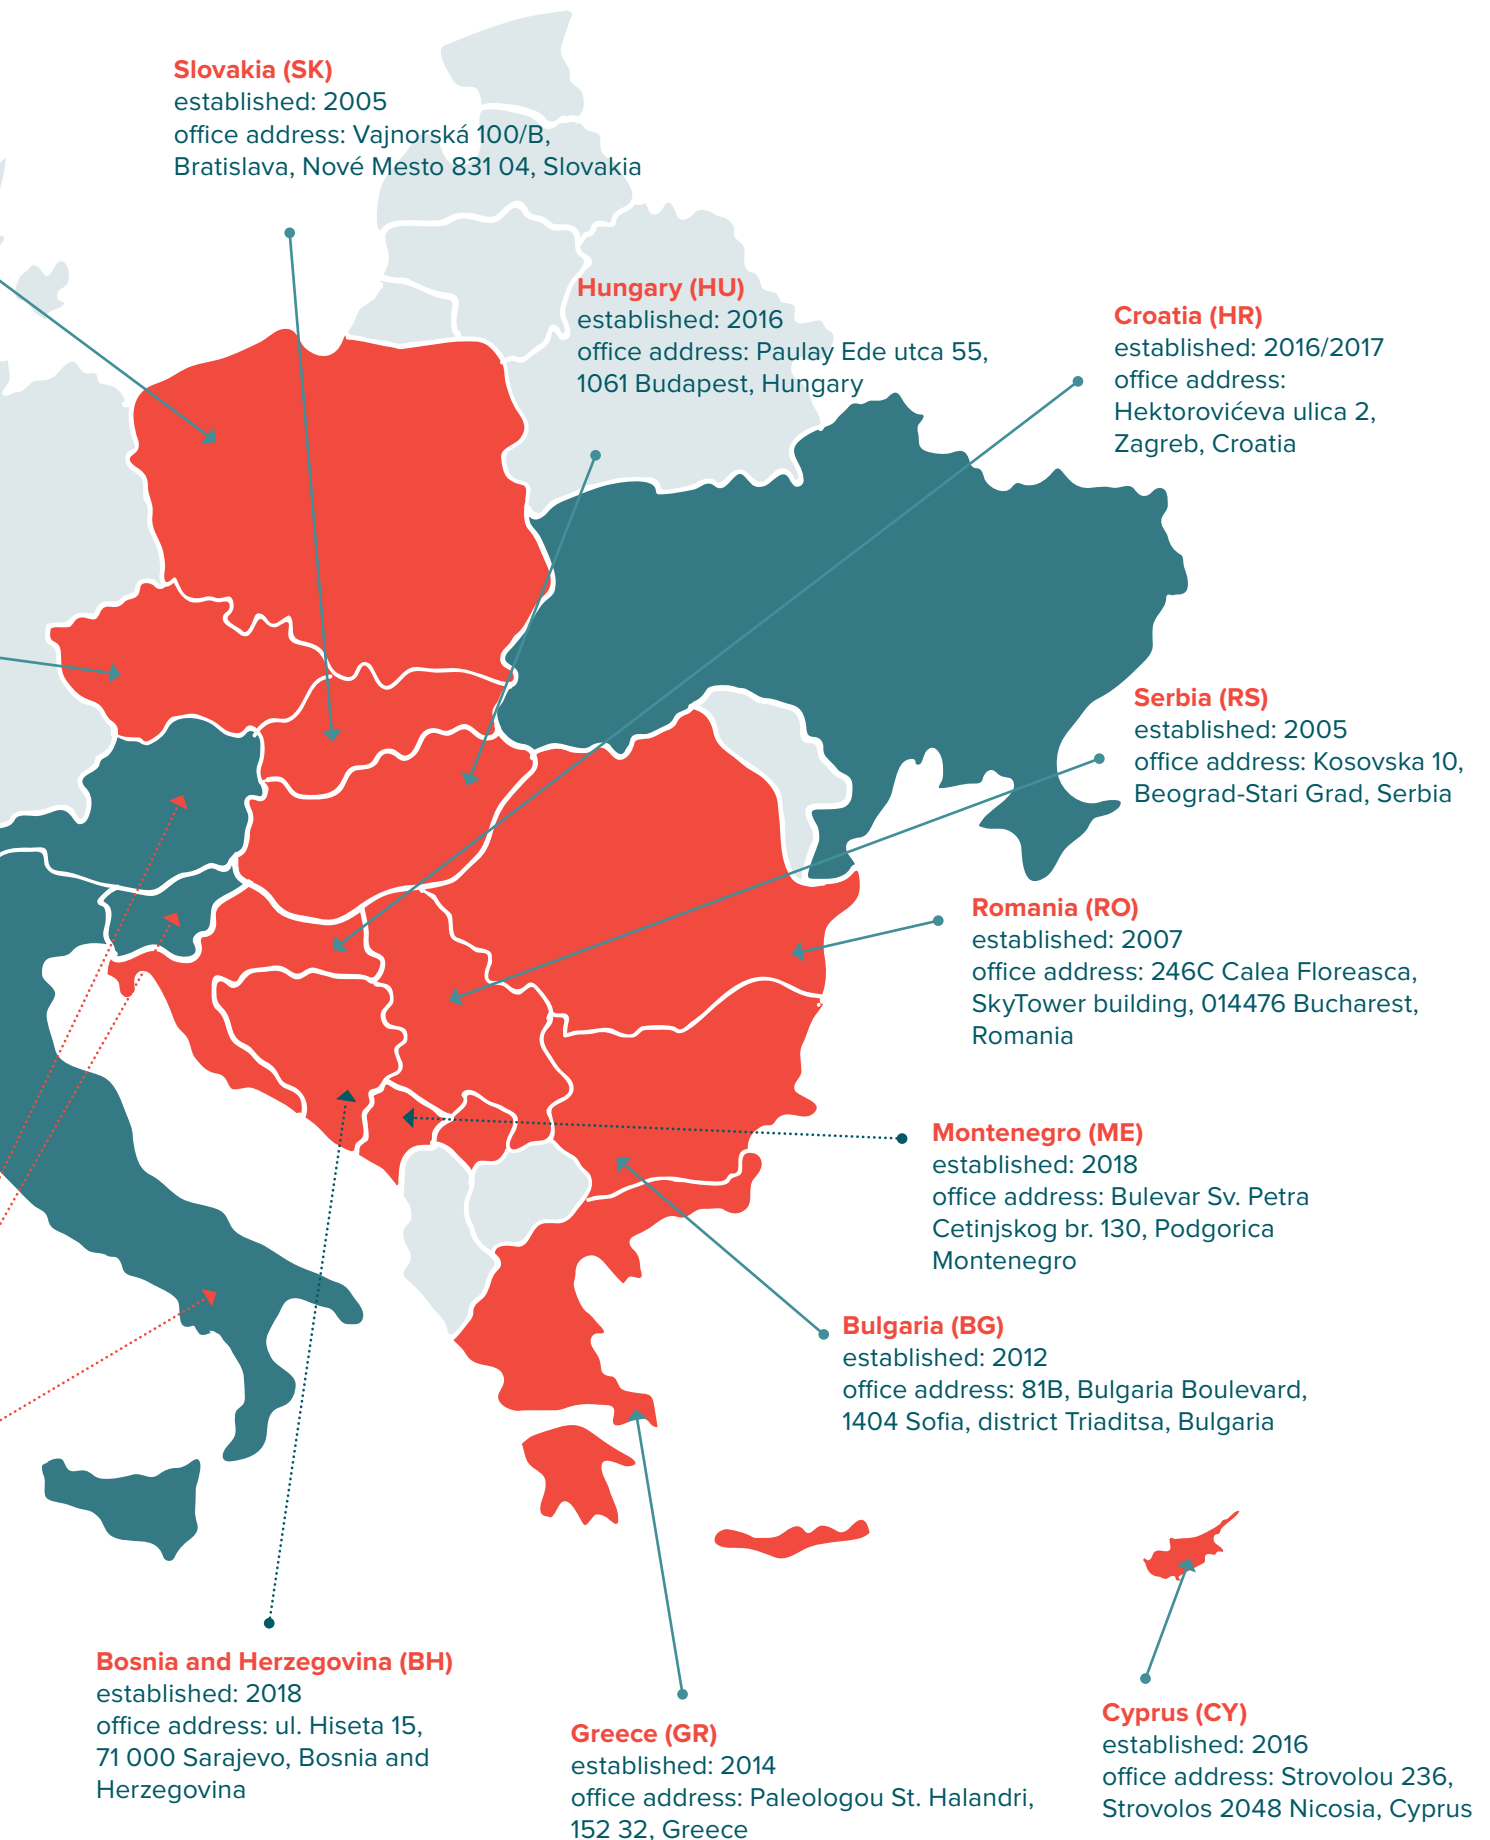 Slovakia (SK)
established: 2005
office address: Vajnorská 100/B,
Bratislava, Nové Mesto 831 04, Slovakia
Hungary (HU)
established: 2016
office address: Paulay Ede utca 55,
1061 Budapest, Hungary
Croatia (HR)
established: 2016/2017
office address:
Hektorovićeva ulica 2,
Zagreb, Croatia
Serbia (RS)
established: 2005
office address: Kosovska 10,
Beograd-Stari Grad, Serbia
Romania (RO)
established: 2007
office address: 246C Calea Floreasca,
SkyTower building, 014476 Bucharest,
Romania
Montenegro (ME)
established: 2018
office address: Bulevar Sv. Petra
Cetinjskog br. 130, Podgorica
Montenegro
Bulgaria (BG)
established: 2012
office address: 81B, Bulgaria Boulevard,
1404 Sofia, district Triaditsa, Bulgaria
Bosnia and Herzegovina (BH)
established: 2018
office address: ul. Hiseta 15,
71 000 Sarajevo, Bosnia and
Herzegovina
Greece (GR)
established: 2014
office address: Paleologou St. Halandri,
152 32, Greece
Cyprus (CY)
established: 2016
office address: Strovolou 236,
Strovolos 2048 Nicosia, Cyprus